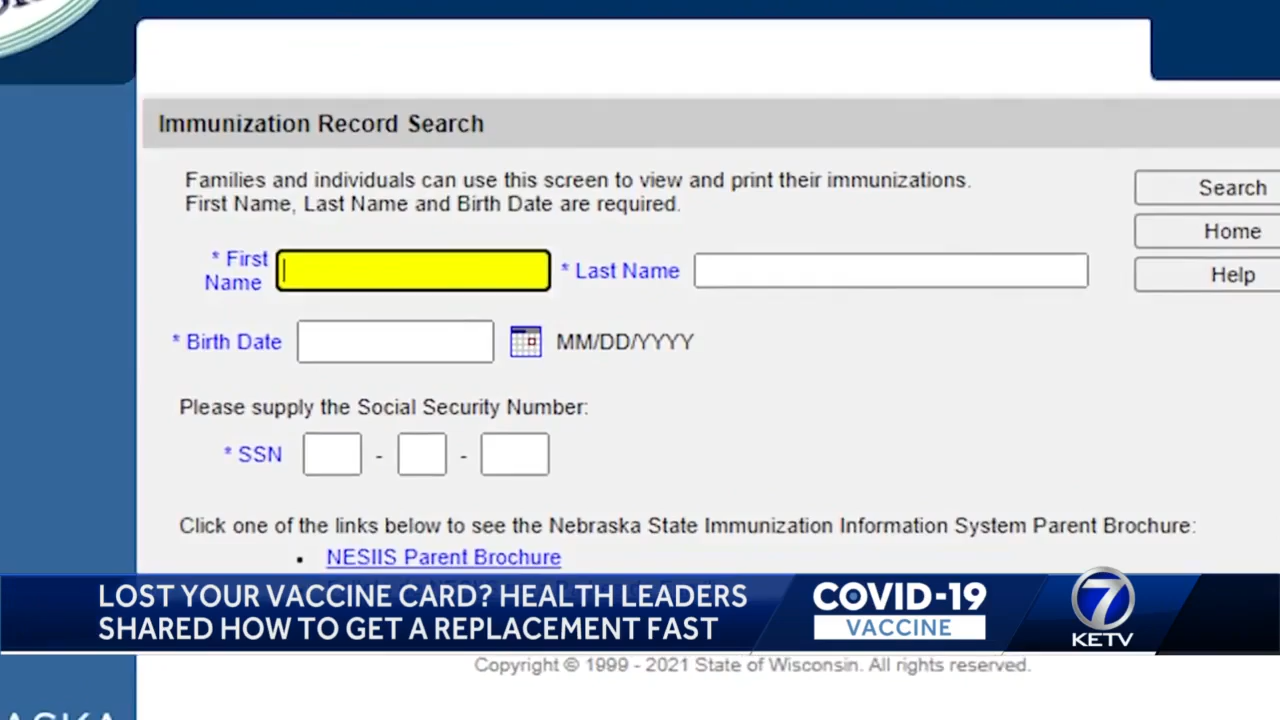 Immunization Record Search
Families and individuals can use this screen to view and print their immunizations.
First Name, Last Name and Birth Date are required.
Search
Home
Help
* First
Name
* Last Name
* Birth Date
MM/DD/YYYY
Please supply the Social Security Number:
* SSN
-
-
Click one of the links below to see the Nebraska State Immunization Information System Parent Brochure:
• NESIIS Parent Brochure
LOST YOUR VACCINE CARD? HEALTH LEADERS
SHARED HOW TO GET A REPLACEMENT FAST
COVID-19
VACCINE
7
KETV
Copyright © 1999 - 2021 State of Wisconsin. All rights reserved.